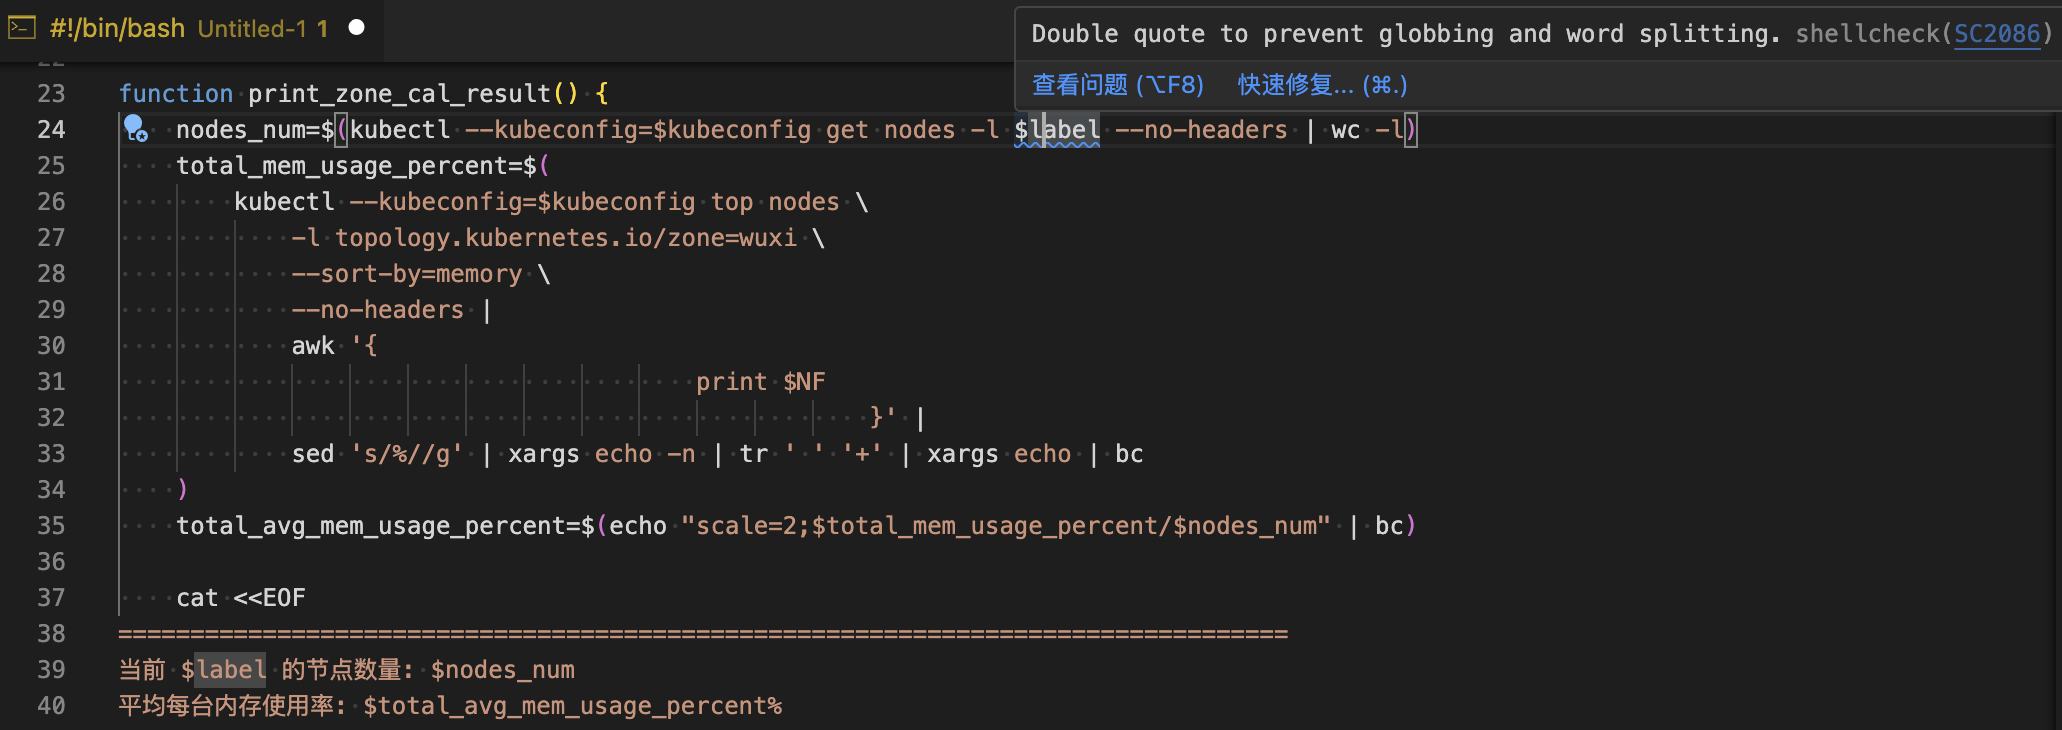 #!/bin/bash Untitled-1 1
Double quote to prevent globbing and word splitting. shellcheck(SC2086)
查看问题 (⌥F8) 快速修复... (⌘.)
23 function print_zone_cal_result() {
24 nodes_num=$(kubectl --kubeconfig=$kubeconfig get nodes -l $label --no-headers | wc -l)
25 total_mem_usage_percent=$(
26 kubectl --kubeconfig=$kubeconfig top nodes \
27 -l topology.kubernetes.io/zone=wuxi \
28 --sort-by=memory \
29 --no-headers |
30 awk '{
31 print $NF
32 }' |
33 sed 's/%//g' | xargs echo -n | tr ' ' '+' | xargs echo | bc
34 )
35 total_avg_mem_usage_percent=$(echo "scale=2;$total_mem_usage_percent/$nodes_num" | bc)
36
37 cat <<EOF
38 =================================================================================
39 当前 $label 的节点数量: $nodes_num
40 平均每台内存使用率: $total_avg_mem_usage_percent%